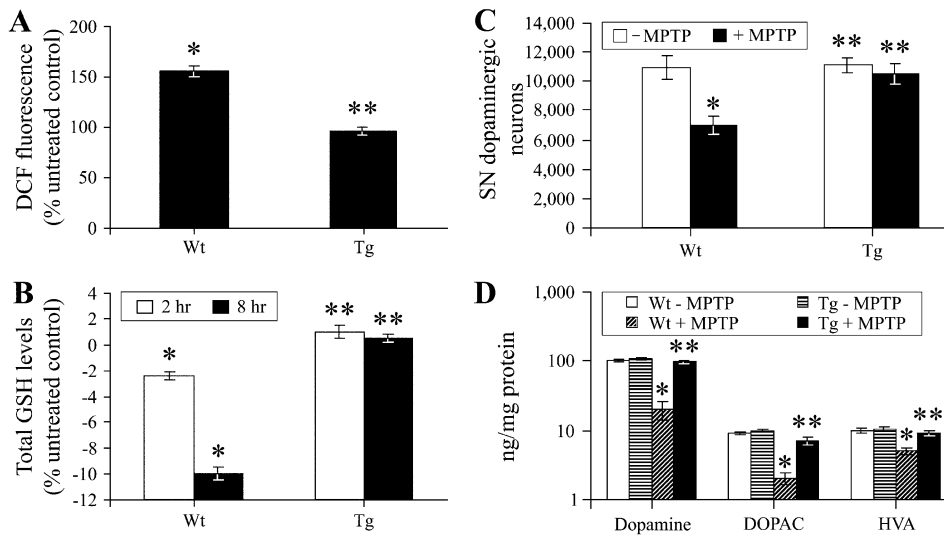 A
DCF fluorescence
(% untreated control)
200
150
100
50
0
*
**
Wt
Tg
B
Total GSH levels
(% untreated control)
4
2
0
-2
-4
-6
-8
-10
-12
2 hr
8 hr
*
*
**
**
Wt
Tg
C
SN dopaminergic
neurons
14,000
12,000
10,000
8,000
6,000
4,000
2,000
0
- MPTP
+ MPTP
*
**
**
Wt
Tg
D
ng/mg protein
1,000
100
10
1
Wt - MPTP
Tg - MPTP
Wt + MPTP
Tg + MPTP
*
**
*
**
*
**
Dopamine
DOPAC
HVA